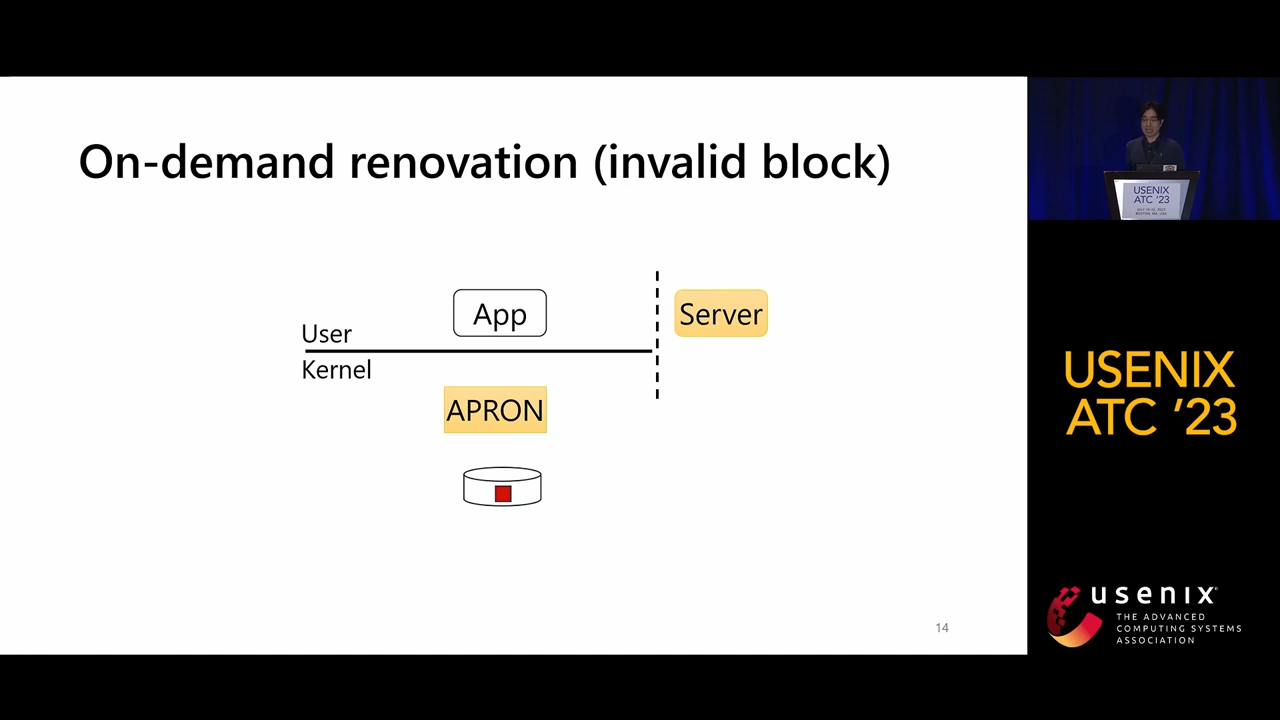 On-demand renovation (invalid block)
App
Server
User
Kernel
APRON
14
USENIX
ATC '23
USENIX
ATC '23
usenix
THE ADVANCED
COMPUTING SYSTEMS
ASSOCIATION